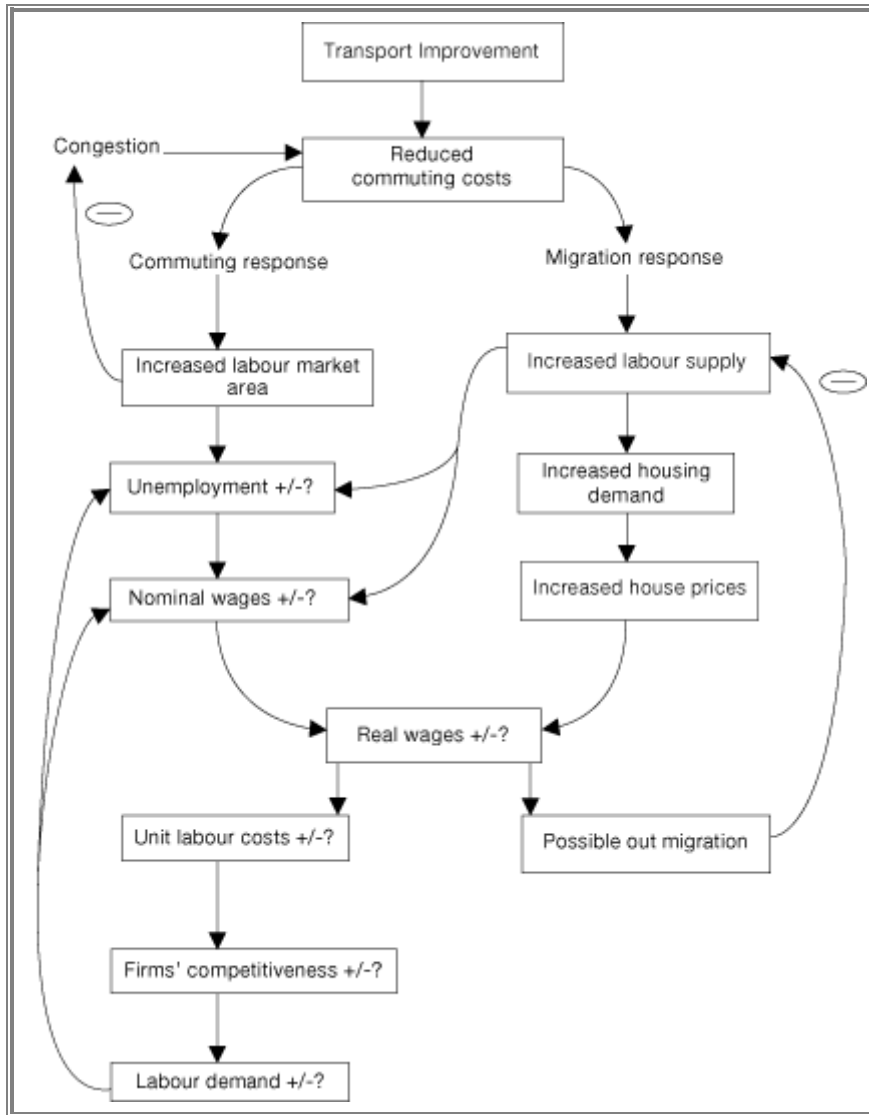 Transport Improvement
Congestion
Reduced
commuting costs
Commuting response
Migration response
Increased labour market
area
Increased labour supply
Unemployment +/-?
Increased housing
demand
Nominal wages +/-?
Increased house prices
Real wages +/-?
Unit labour costs +/-?
Possible out migration
Firms' competitiveness +/-?
Labour demand +/-?